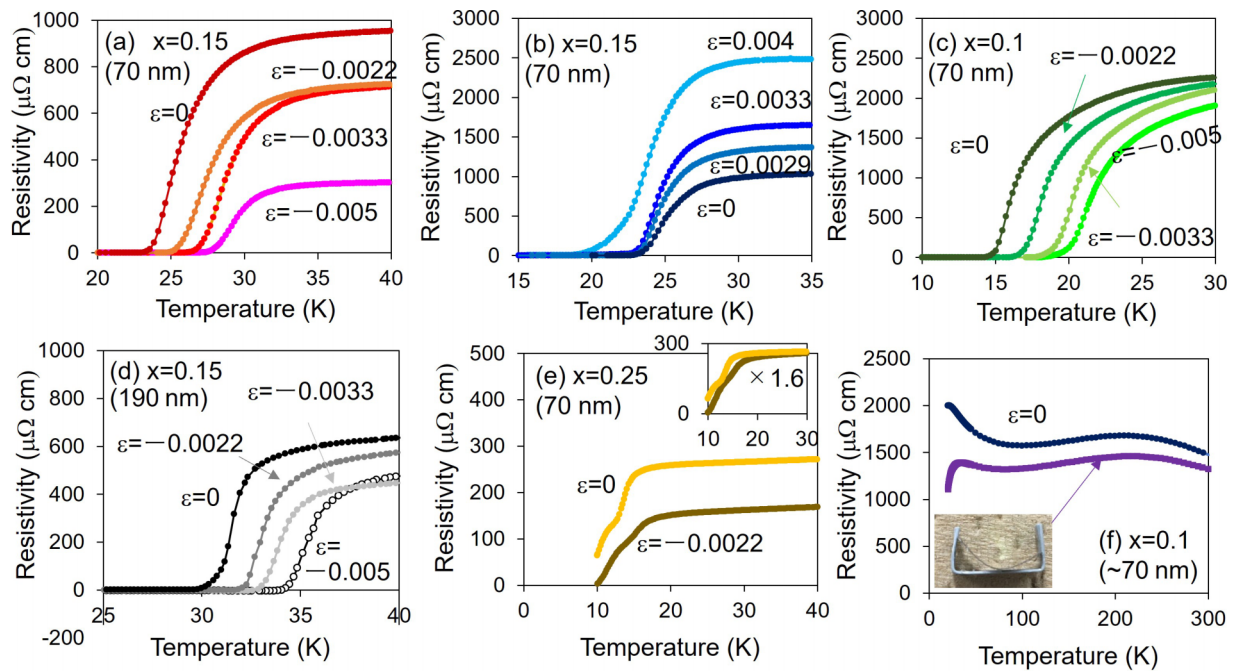 1000
800
600
400
200
0
20
25
30
35
40
Resistivity (μΩ cm)
Temperature (K)
(a) x=0.15
(70 nm)
ε=−0.0022
ε=0
ε=−0.0033
ε=−0.005
3000
2500
2000
1500
1000
500
0
15
20
25
30
35
Resistivity (μΩ cm)
Temperature (K)
(b) x=0.15
(70 nm)
ε=0.004
ε=0.0033
ε=0.0029
ε=0
3000
2500
2000
1500
1000
500
0
10
15
20
25
30
Resistivity (μΩ cm)
Temperature (K)
(c) x=0.1
(70 nm)
ε=−0.0022
ε=0
ε=−0.005
ε=−0.0033
1000
800
600
400
200
0
-200
25
30
35
40
Resistivity (μΩ cm)
Temperature (K)
(d) x=0.15
(190 nm)
ε=−0.0033
ε=−0.0022
ε=0
ε=
−0.005
500
400
300
200
100
0
0
10
20
30
40
Resistivity (μΩ cm)
Temperature (K)
(e) x=0.25
(70 nm)
300
0
10
20
30
×1.6
ε=0
ε=−0.0022
2500
2000
1500
1000
500
0
0
100
200
300
Resistivity (μΩ cm)
Temperature (K)
ε=0
(f) x=0.1
(~70 nm)